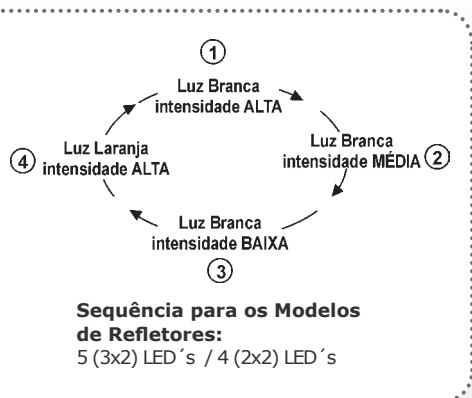 1
Luz Branca
intensidade ALTA
Luz Branca
intensidade MÉDIA 2
Luz Laranja
4 intensidade ALTA
Luz Branca
intensidade BAIXA
3
Sequência para os Modelos
de Refletores:
5 (3x2) LED´s / 4 (2x2) LED´s